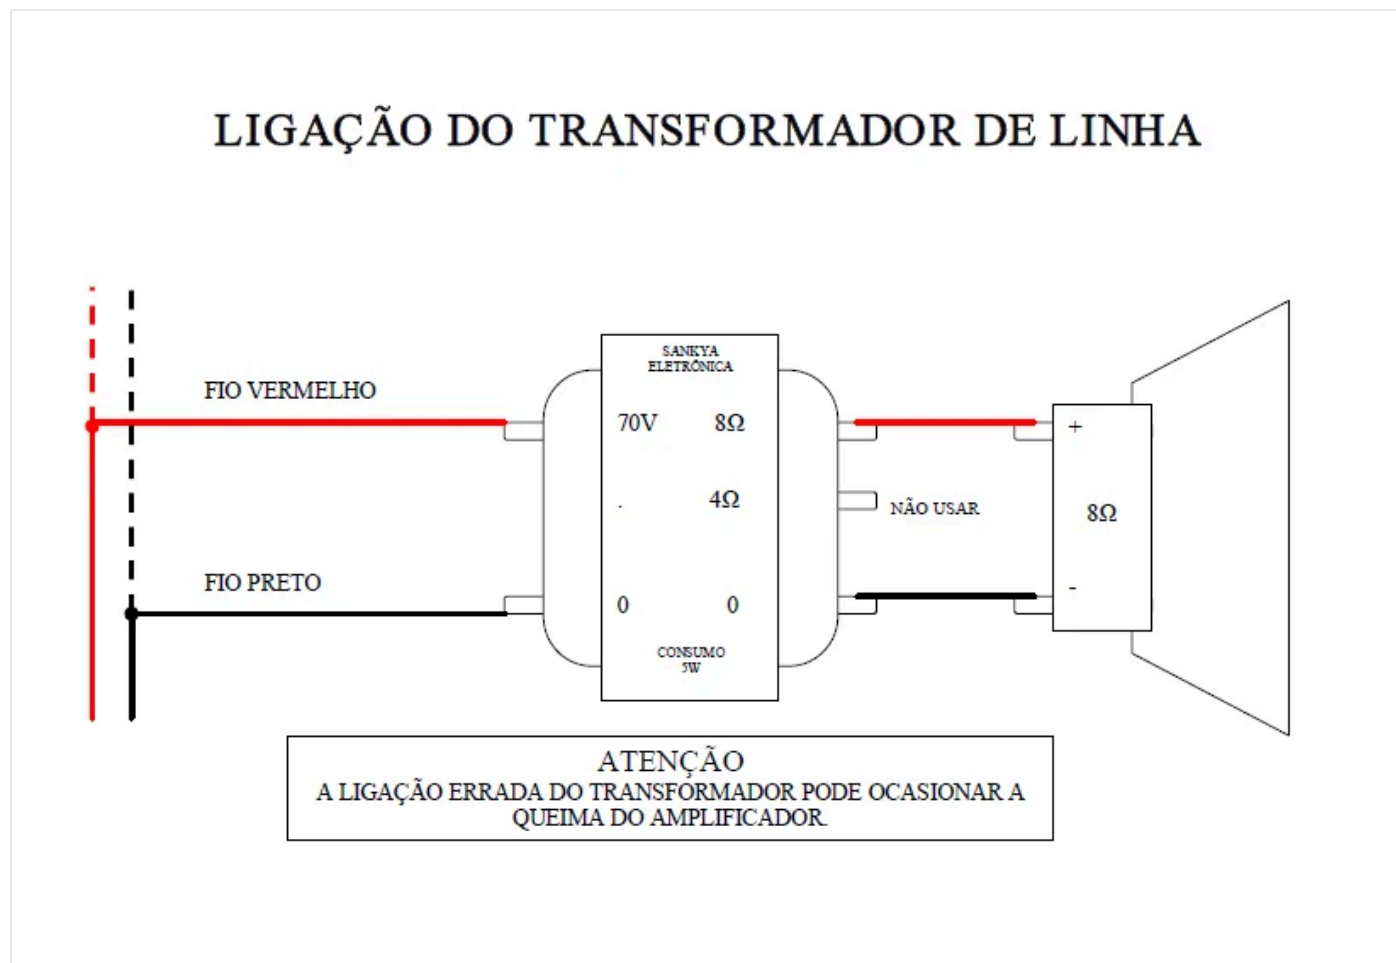 LIGAÇÃO DO TRANSFORMADOR DE LINHA
SANKYA
ELETRÔNICA
FIO VERMELHO
70V 8Ω
+
. 4Ω
NÃO USAR
8Ω
FIO PRETO
-
0 0
CONSUMO
5W
ATENÇÃO
A LIGAÇÃO ERRADA DO TRANSFORMADOR PODE OCASIONAR A
QUEIMA DO AMPLIFICADOR.